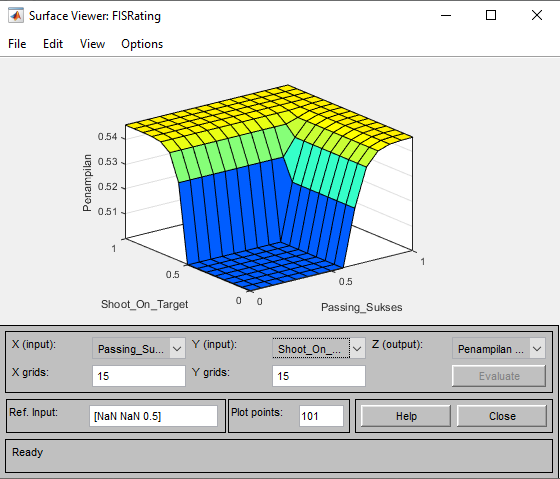 Surface Viewer: FISRating
File Edit View Options
0.54
0.53
0.52
0.51
Penampilan
1
0.5
0
Shoot_On_Target
0
0.5
1
Passing_Sukses
X (input): Passing_Su... Y (input): Shoot_On_... Z (output): Penampilan ...
X grids: 15 Y grids: 15 Evaluate
Ref. Input: [NaN NaN 0.5] Plot points: 101 Help Close
Ready